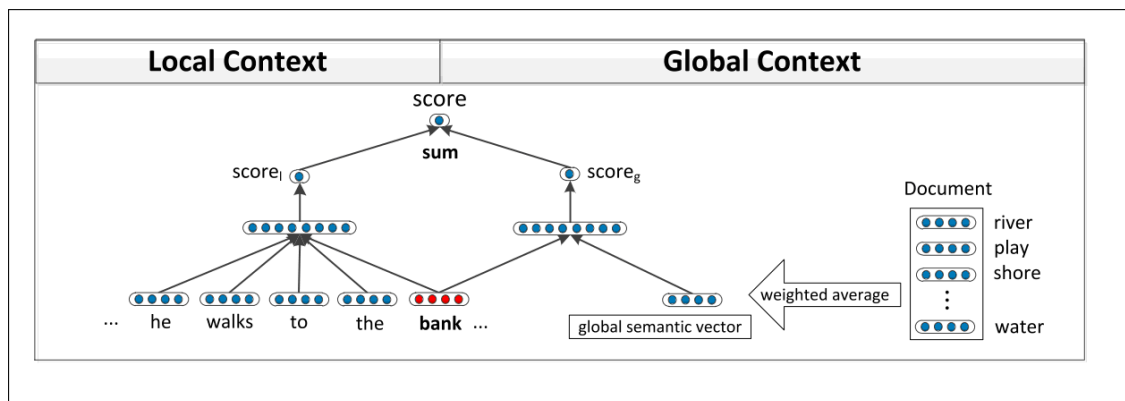 Local Context Global Context
score
sum
scoreₗ score_g
Document
river
play
shore
⋮
water
weighted average
... he walks to the bank ...
global semantic vector